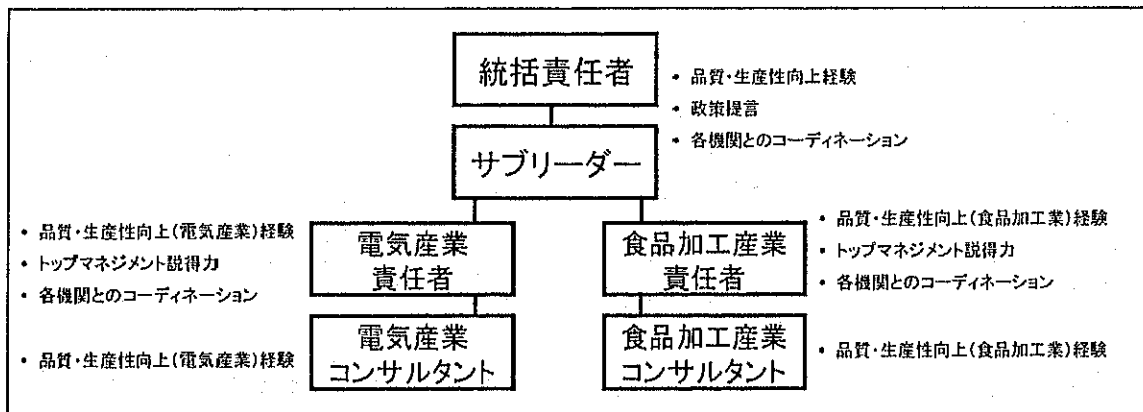 統括責任者
・ 品質・生産性向上経験
・ 政策提言
・ 各機関とのコーディネーション
サブリーダー
・ 品質・生産性向上(電気産業)経験
・ トップマネジメント説得力
・ 各機関とのコーディネーション
電気産業
責任者
食品加工産業
責任者
・ 品質・生産性向上(食品加工業)経験
・ トップマネジメント説得力
・ 各機関とのコーディネーション
・ 品質・生産性向上(電気産業)経験
電気産業
コンサルタント
食品加工産業
コンサルタント
・ 品質・生産性向上(食品加工業)経験